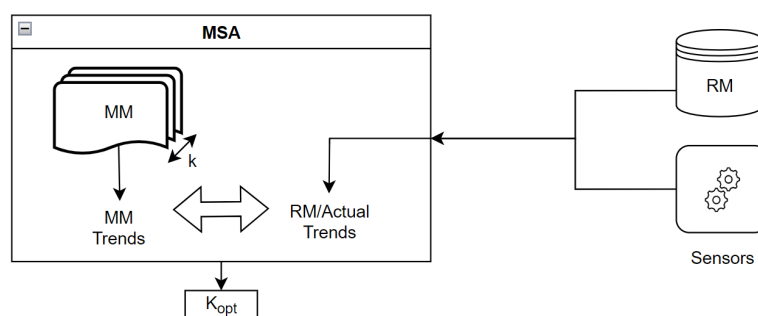 MSA
MM
k
MM
Trends
RM/Actual
Trends
RM
Sensors
Kopt